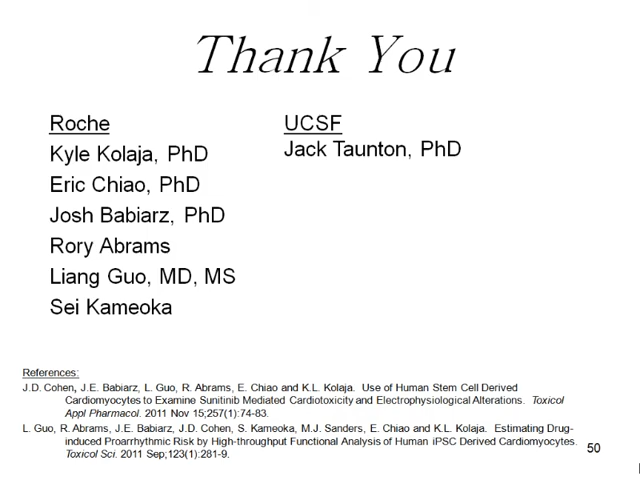 Thank You
Roche
Kyle Kolaja, PhD
Eric Chiao, PhD
Josh Babiarz, PhD
Rory Abrams
Liang Guo, MD, MS
Sei Kameoka
UCSF
Jack Taunton, PhD
References:
J.D. Cohen, J.E. Babiarz, L. Guo, R. Abrams, E. Chiao and K.L. Kolaja. Use of Human Stem Cell Derived
Cardiomyocytes to Examine Sunitinib Mediated Cardiotoxicity and Electrophysiological Alterations. Toxicol
Appl Pharmacol. 2011 Nov 15;257(1):74-83.
L. Guo, R. Abrams, J.E. Babiarz, J.D. Cohen, S. Kameoka, M.J. Sanders, E. Chiao and K.L. Kolaja. Estimating Drug-
induced Proarrhythmic Risk by High-throughput Functional Analysis of Human iPSC Derived Cardiomyocytes.
Toxicol Sci. 2011 Sep;123(1):281-9.
50